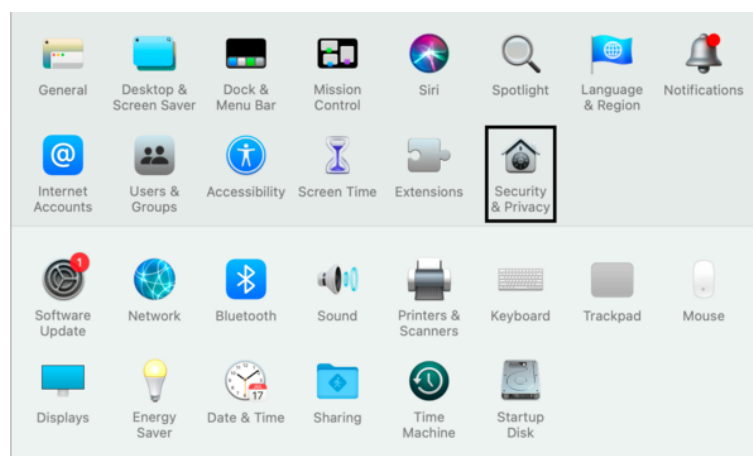 General
Desktop &
Screen Saver
Dock &
Menu Bar
Mission
Control
Siri
Spotlight
Language
& Region
Notifications
Internet
Accounts
Users &
Groups
Accessibility
Screen Time
Extensions
Security
& Privacy
1
Software
Update
Network
Bluetooth
Sound
Printers &
Scanners
Keyboard
Trackpad
Mouse
Displays
Energy
Saver
17
Date & Time
Sharing
Time
Machine
Startup
Disk